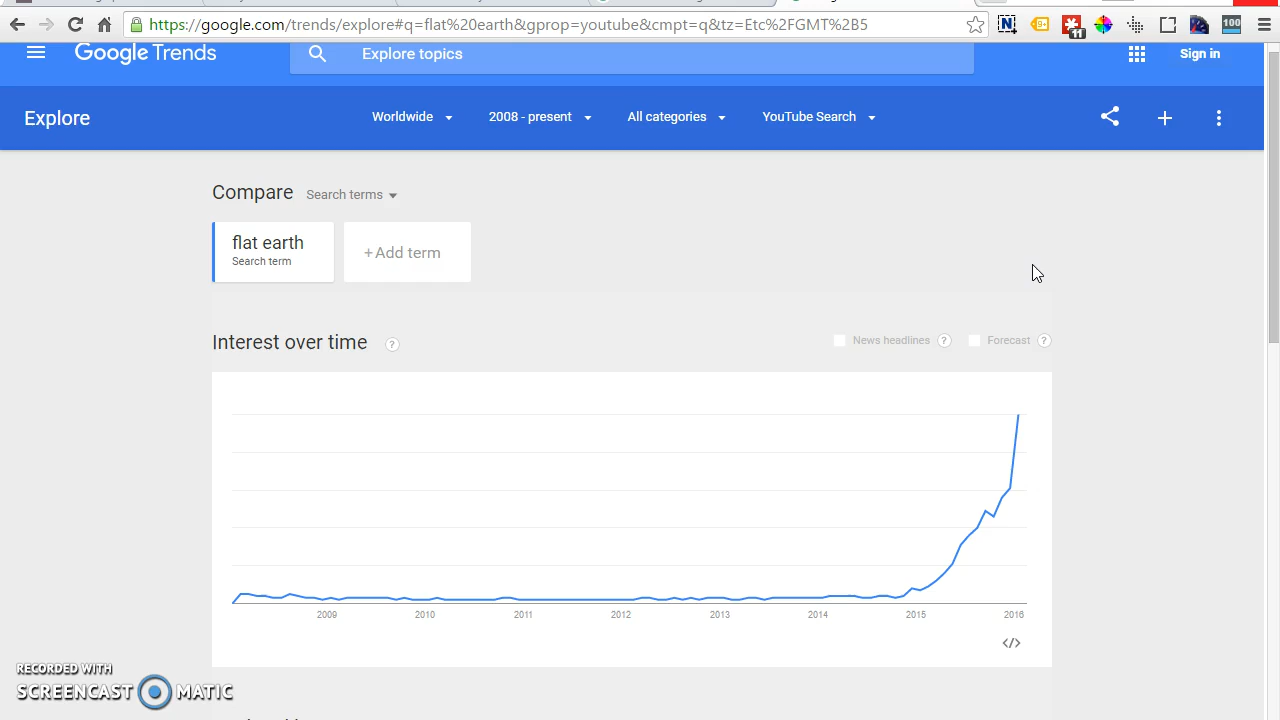 https://google.com/trends/explore#q=flat%20earth&gprop=youtube&cmpt=q&tz=Etc%2FGMT%2B5
11
100
Google Trends
Explore topics
Sign in
Explore
Worldwide
2008 - present
All categories
YouTube Search
Compare
Search terms
flat earth
Search term
+Add term
Interest over time
?
News headlines
?
Forecast
?
2009
2010
2011
2012
2013
2014
2015
2016
</>
RECORDED WITH
SCREENCAST MATIC